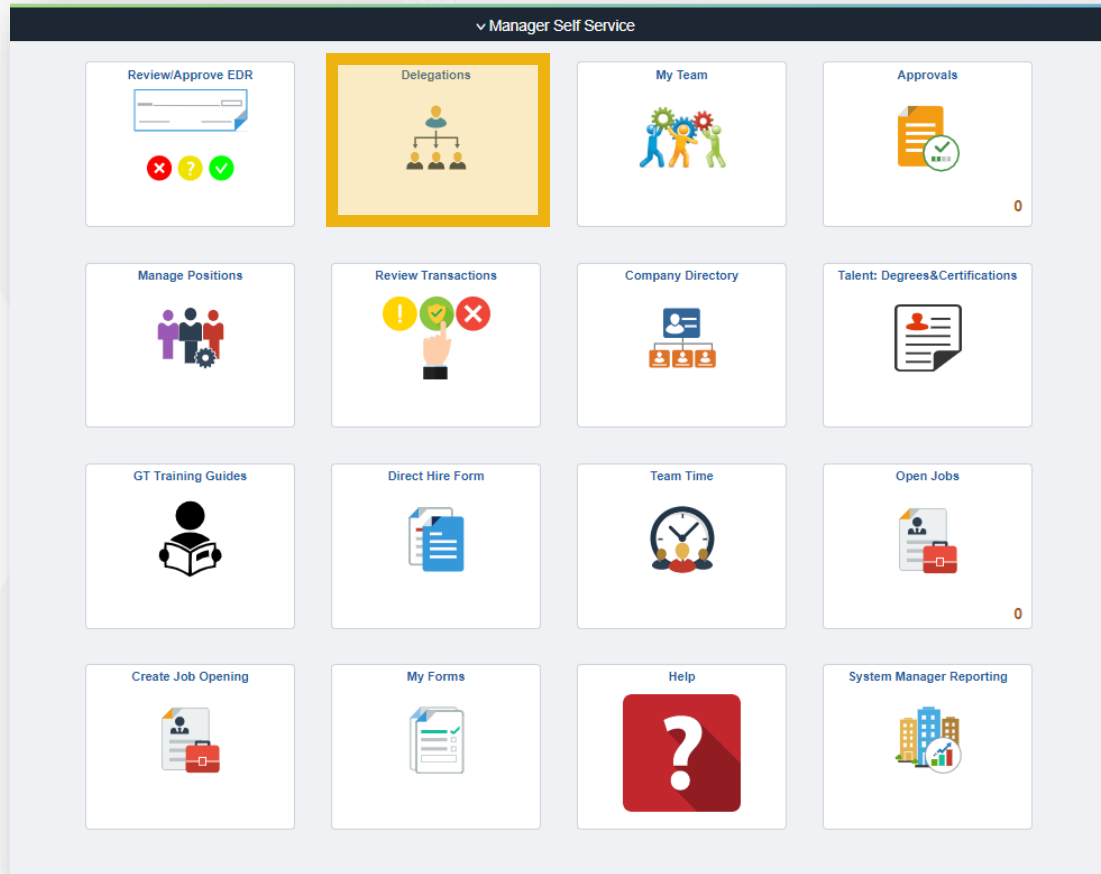 Manager Self Service
Review/Approve EDR
Delegations
My Team
Approvals
0
Manage Positions
Review Transactions
Company Directory
Talent: Degrees&Certifications
GT Training Guides
Direct Hire Form
Team Time
Open Jobs
0
Create Job Opening
My Forms
Help
System Manager Reporting